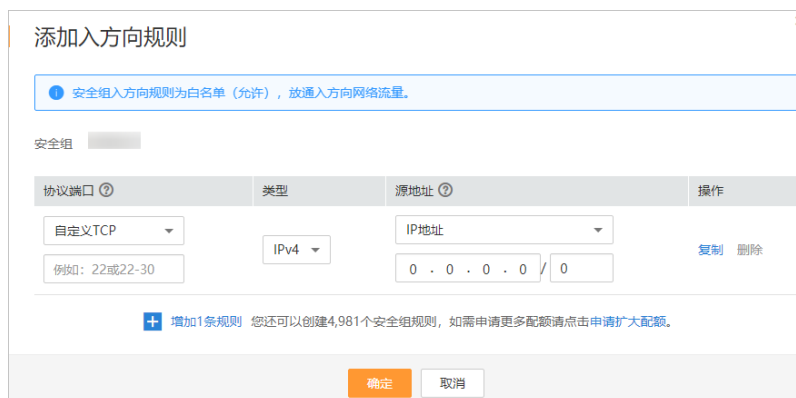 添加入方向规则
安全组入方向规则为白名单（允许），放通入方向网络流量。
安全组
协议端口 类型 源地址 操作
自定义TCP IPv4 IP地址 复制 删除
例如：22或22-30 0 . 0 . 0 . 0 / 0
增加1条规则 您还可以创建4,981个安全组规则，如需申请更多配额请点击申请扩大配额。
确定 取消